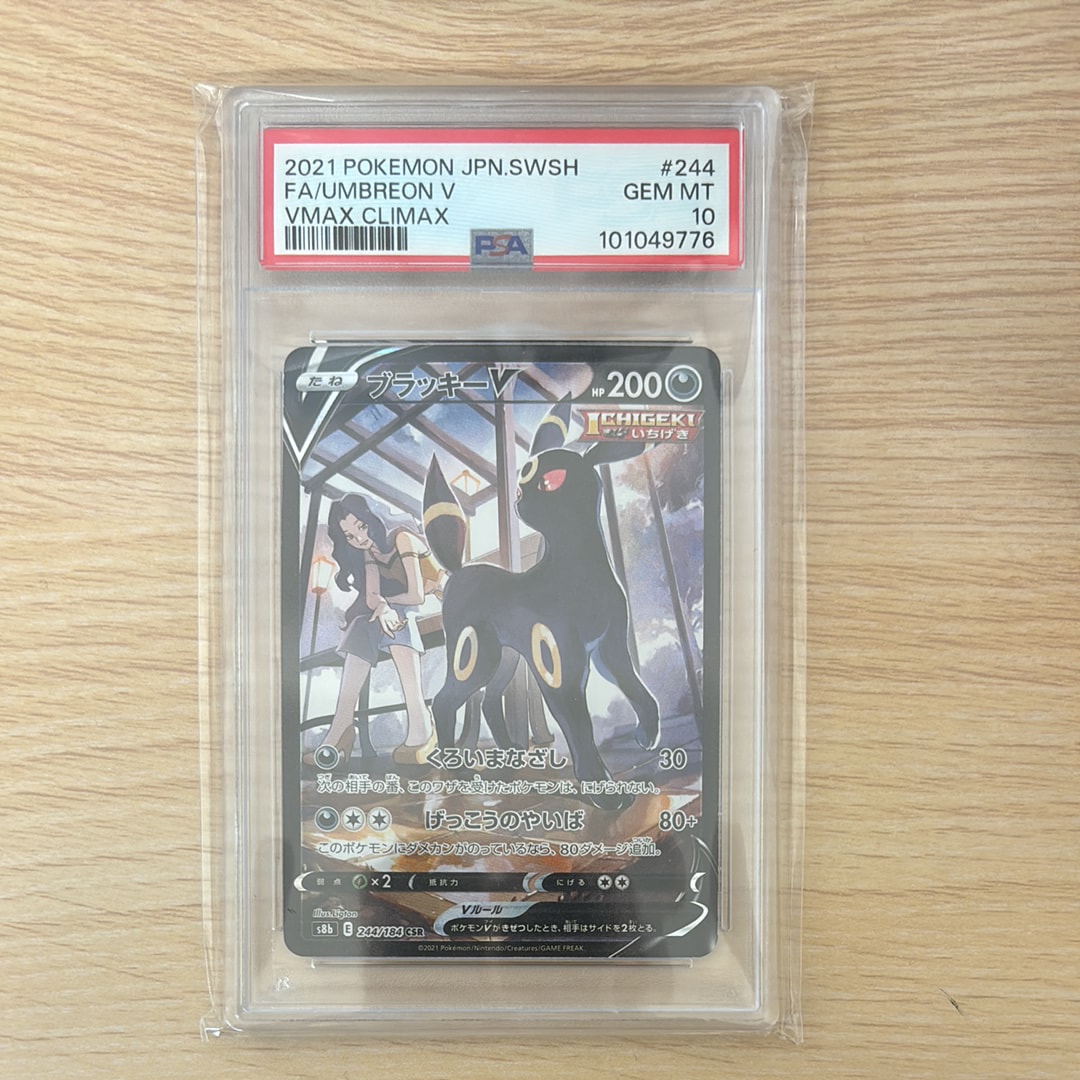 2021 POKEMON JPN.SWSH #244
FA/UMBREON V GEM MT
VMAX CLIMAX 10
PSA 101049776
たね ブラッキーV HP 200
ICHIGEKI
いちげき
くろいまなざし 30
次の相手の番、このワザを受けたポケモンは、にげられない。
げっこうのやいば 80+
このポケモンにダメカンがのっているなら、80ダメージ追加。
弱点 ×2 抵抗力 にげる
Illus.Ligton
Vルール
s8b E 244/184 CSR ポケモンVがきぜつしたとき、相手はサイドを2枚とる。
©2021 Pokémon/Nintendo/Creatures/GAME FREAK.